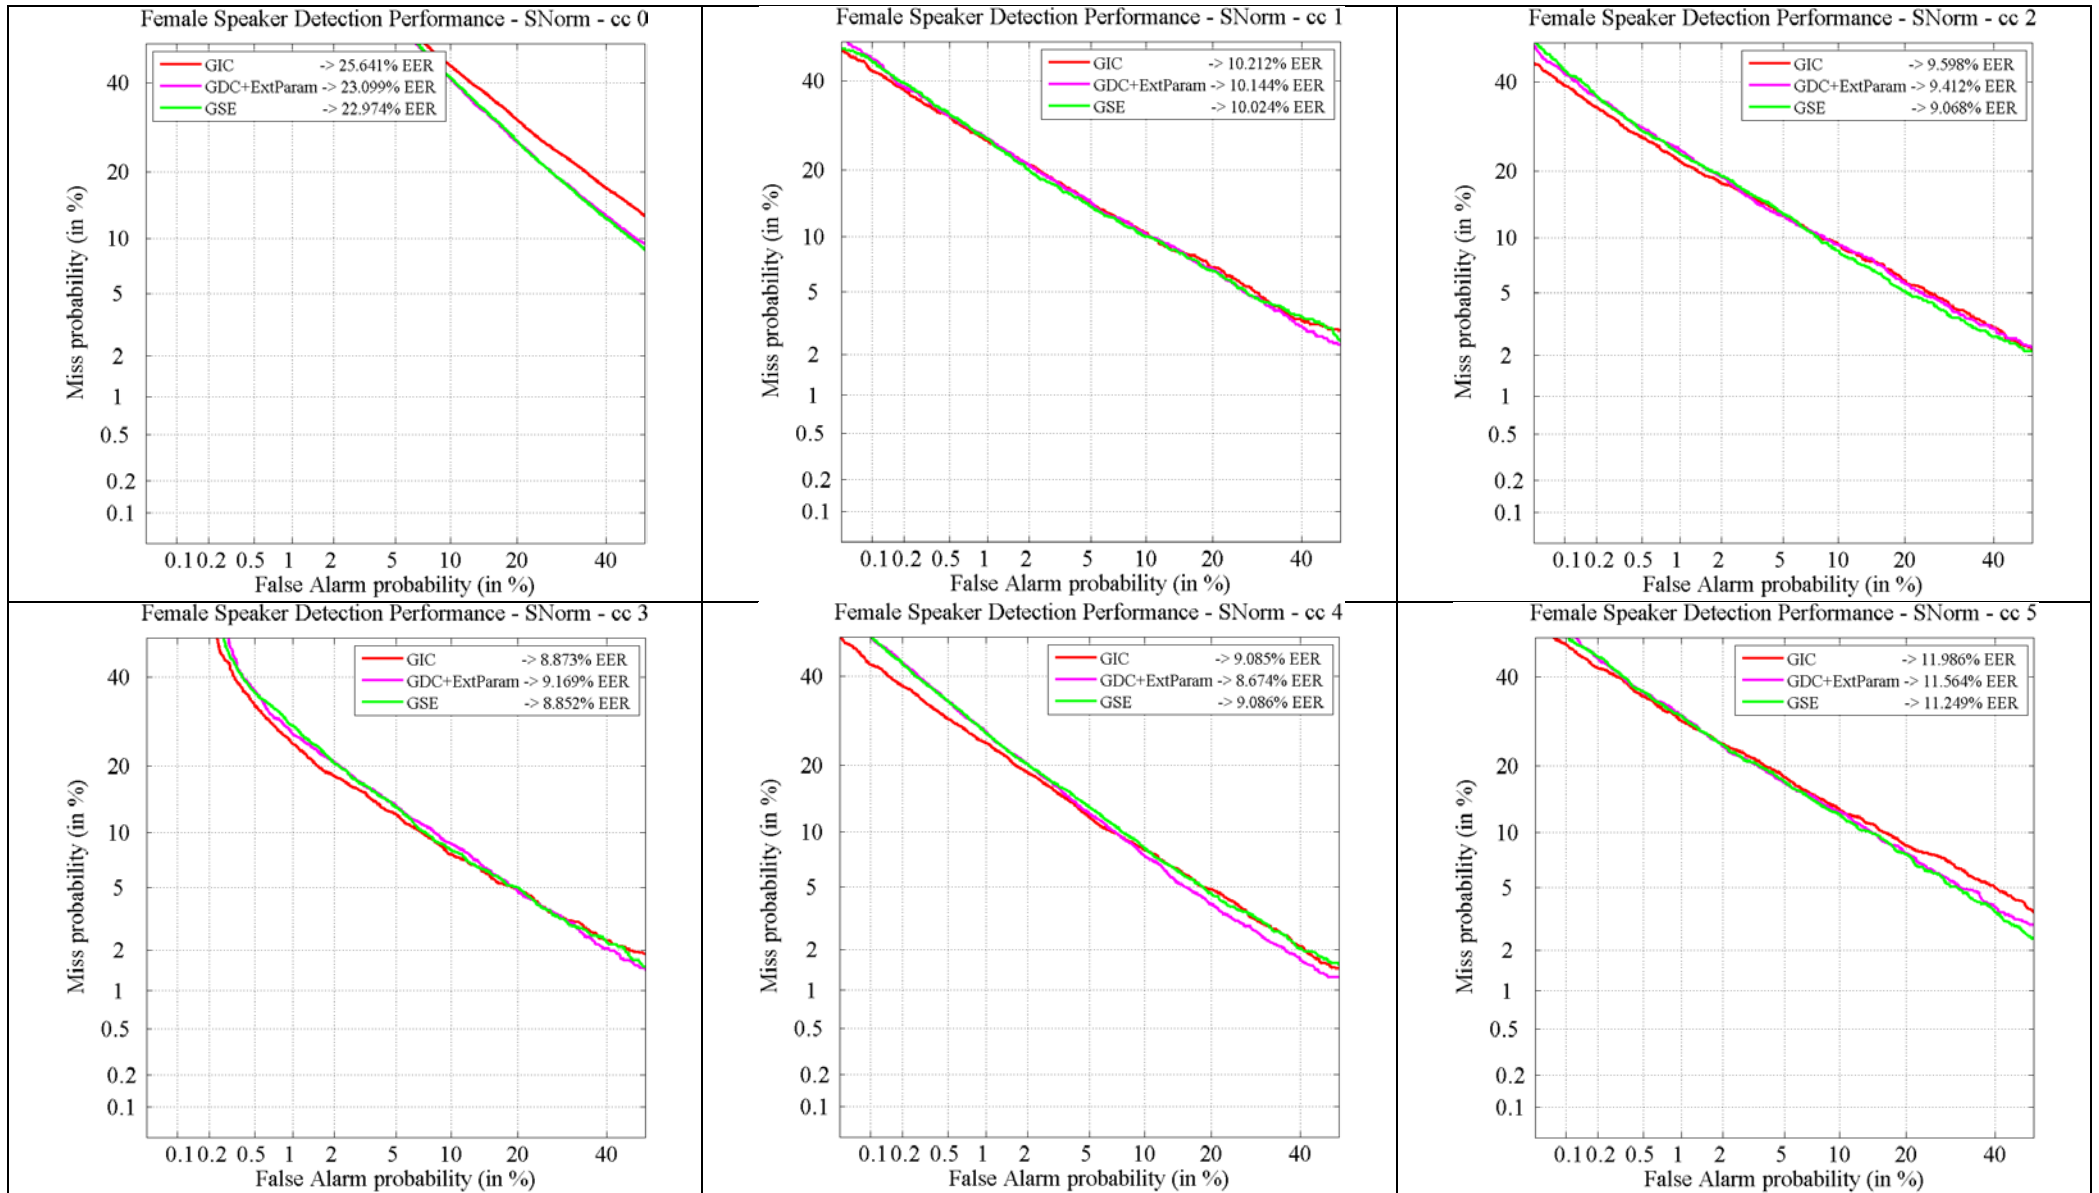 Female Speaker Detection Performance - SNorm - cc 0
GIC -> 25.641% EER
GDC+ExtParam -> 23.099% EER
GSE -> 22.974% EER
Miss probability (in %)
40
20
10
5
2
1
0.5
0.2
0.1
0.1 0.2 0.5 1 2 5 10 20 40
False Alarm probability (in %)
Female Speaker Detection Performance - SNorm - cc 1
GIC -> 10.212% EER
GDC+ExtParam -> 10.144% EER
GSE -> 10.024% EER
Miss probability (in %)
40
20
10
5
2
1
0.5
0.2
0.1
0.1 0.2 0.5 1 2 5 10 20 40
False Alarm probability (in %)
Female Speaker Detection Performance - SNorm - cc 2
GIC -> 9.598% EER
GDC+ExtParam -> 9.412% EER
GSE -> 9.068% EER
Miss probability (in %)
40
20
10
5
2
1
0.5
0.2
0.1
0.1 0.2 0.5 1 2 5 10 20 40
False Alarm probability (in %)
Female Speaker Detection Performance - SNorm - cc 3
GIC -> 8.873% EER
GDC+ExtParam -> 9.169% EER
GSE -> 8.852% EER
Miss probability (in %)
40
20
10
5
2
1
0.5
0.2
0.1
0.1 0.2 0.5 1 2 5 10 20 40
False Alarm probability (in %)
Female Speaker Detection Performance - SNorm - cc 4
GIC -> 9.085% EER
GDC+ExtParam -> 8.674% EER
GSE -> 9.086% EER
Miss probability (in %)
40
20
10
5
2
1
0.5
0.2
0.1
0.1 0.2 0.5 1 2 5 10 20 40
False Alarm probability (in %)
Female Speaker Detection Performance - SNorm - cc 5
GIC -> 11.986% EER
GDC+ExtParam -> 11.564% EER
GSE -> 11.249% EER
Miss probability (in %)
40
20
10
5
2
1
0.5
0.2
0.1
0.1 0.2 0.5 1 2 5 10 20 40
False Alarm probability (in %)